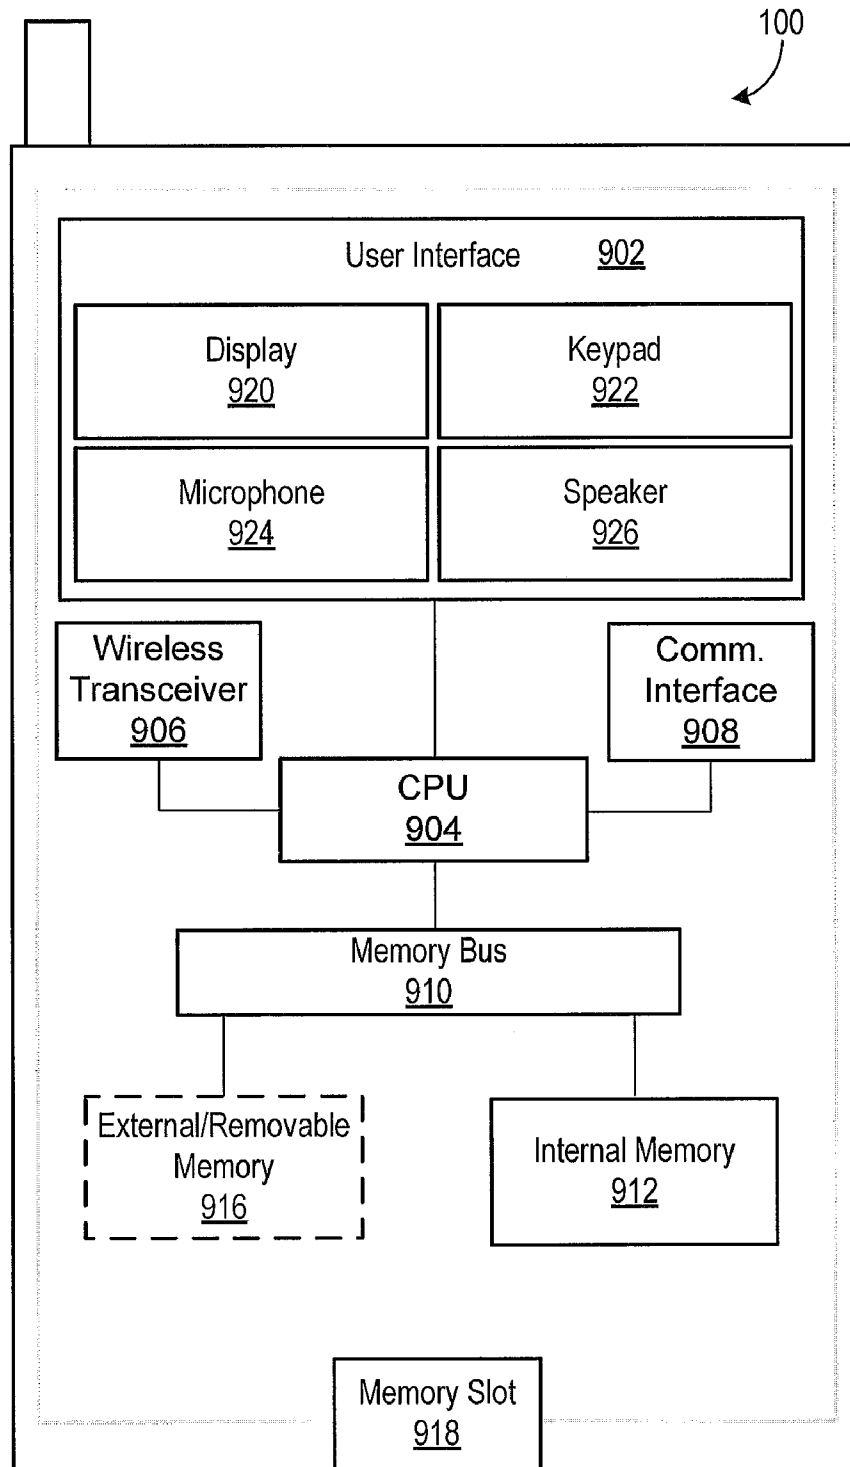 100
User Interface 902
Display
920
Keypad
922
Microphone
924
Speaker
926
Wireless
Transceiver
906
Comm.
Interface
908
CPU
904
Memory Bus
910
External/Removable
Memory
916
Internal Memory
912
Memory Slot
918